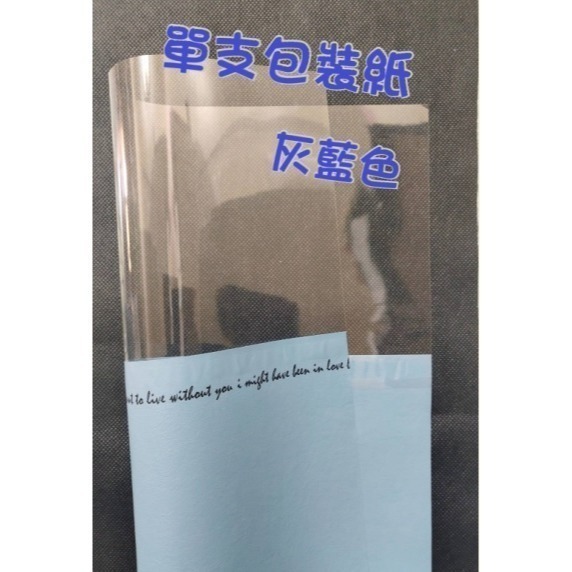 單支包裝紙
灰藍色
to live without you i might have been in love